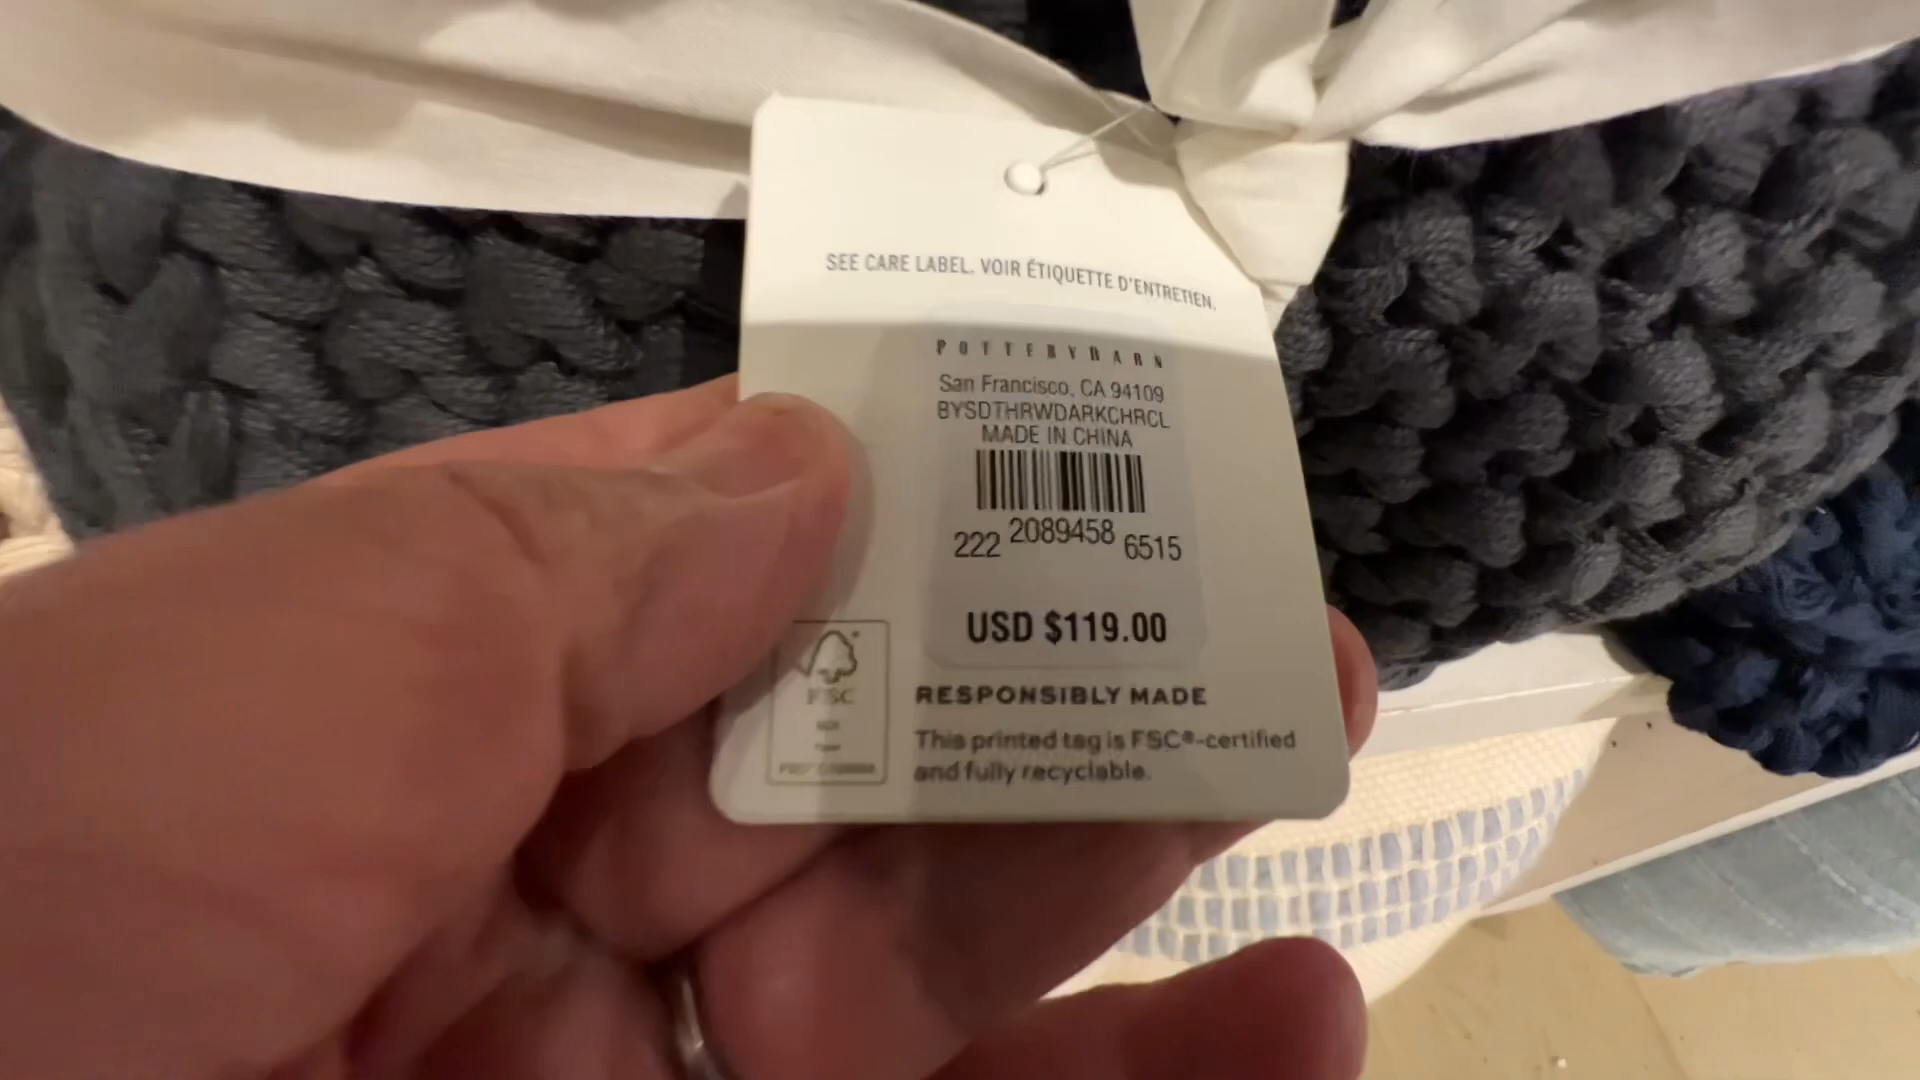 SEE CARE LABEL. VOIR ÉTIQUETTE D'ENTRETIEN.
POTTERYBARN
San Francisco, CA 94109
BYSDTHRWDARKCHRCL
MADE IN CHINA
222 2089458 6515
USD $119.00
FSC
RESPONSIBLY MADE
This printed tag is FSC®-certified
and fully recyclable.